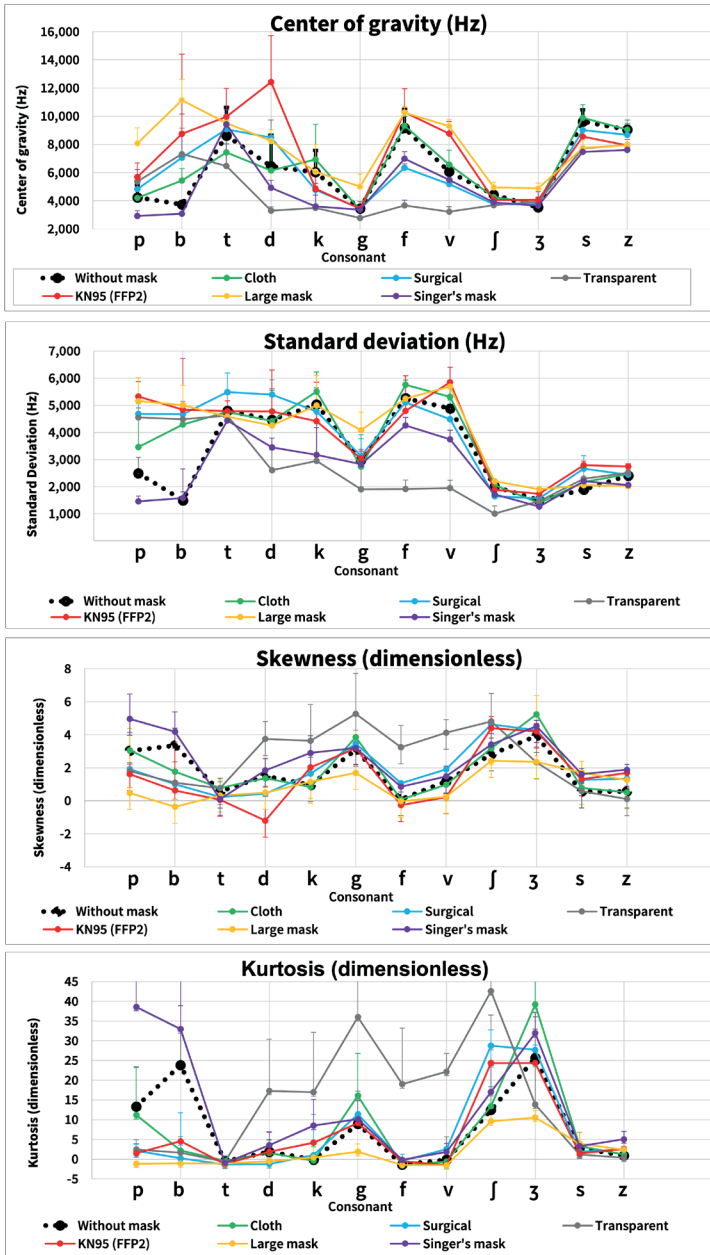 Center of gravity (Hz)
Center of gravity (Hz)
16,000
14,000
12,000
10,000
8,000
6,000
4,000
2,000
p b t d k g f v ʃ ʒ s z
Consonant
Without mask Cloth Surgical Transparent
KN95 (FFP2) Large mask Singer's mask
Standard deviation (Hz)
Standard Deviation (Hz)
7,000
6,000
5,000
4,000
3,000
2,000
1,000
p b t d k g f v ʃ ʒ s z
Consonant
Without mask Cloth Surgical Transparent
KN95 (FFP2) Large mask Singer's mask
Skewness (dimensionless)
Skewness (dimensionless)
8
6
4
2
0
-2
-4
p b t d k g f v ʃ ʒ s z
Consonant
Without mask Cloth Surgical Transparent
KN95 (FFP2) Large mask Singer's mask
Kurtosis (dimensionless)
Kurtosis (dimensionless)
45
40
35
30
25
20
15
10
5
0
-5
p b t d k g f v ʃ ʒ s z
Consonant
Without mask Cloth Surgical Transparent
KN95 (FFP2) Large mask Singer's mask